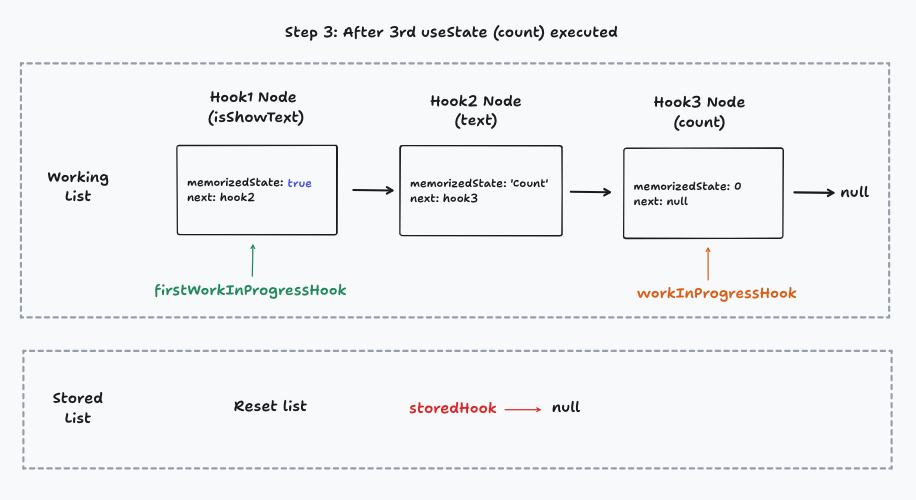 Step 3: After 3rd useState (count) executed
Hook1 Node
(isShowText)
Hook2 Node
(text)
Hook3 Node
(count)
Working
List
memorizedState: true
next: hook2
memorizedState: 'Count'
next: hook3
memorizedState: 0
next: null
null
firstWorkInProgressHook
workInProgressHook
Stored
List
Reset list
storedHook
null